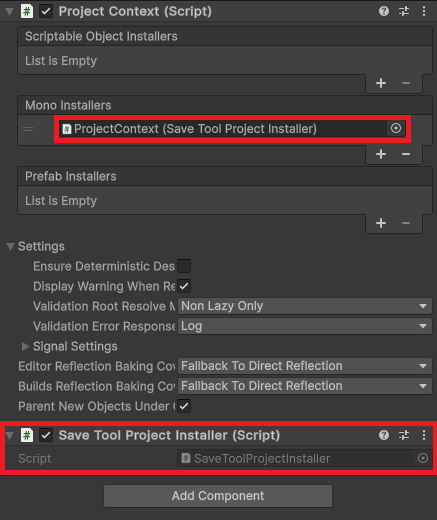 Project Context (Script)
Scriptable Object Installers
List is Empty
Mono Installers
ProjectContext (Save Tool Project Installer)
Prefab Installers
List is Empty
Settings
Ensure Deterministic Des
Display Warning When Re
Validation Root Resolve M Non Lazy Only
Validation Error Response Log
Signal Settings
Editor Reflection Baking Cov Fallback To Direct Reflection
Builds Reflection Baking Cov Fallback To Direct Reflection
Parent New Objects Under
Save Tool Project Installer (Script)
Script SaveToolProjectInstaller
Add Component